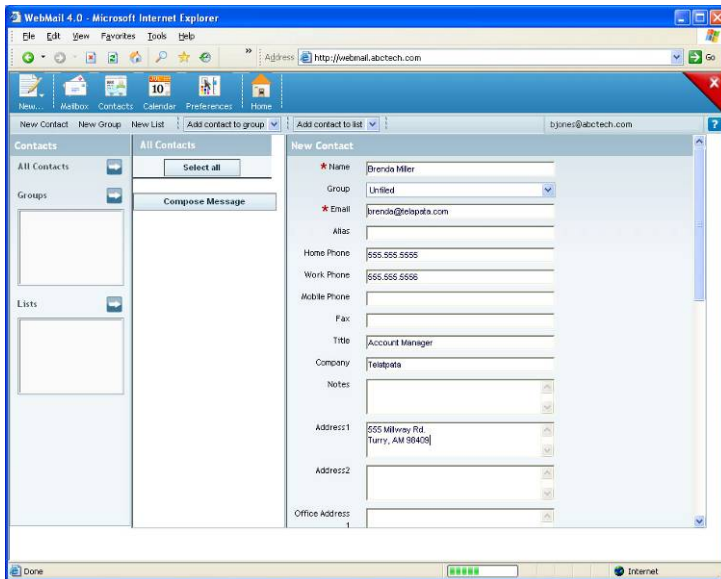 WebMail 4.0 - Microsoft Internet Explorer
File Edit View Favorites Tools Help
» Address http://webmail.abctech.com Go
New... Mailbox Contacts Calendar Preferences Home
10
X
New Contact New Group New List Add contact to group Add contact to list bjones@abctech.com ?
Contacts All Contacts New Contact
All Contacts
Groups
Lists
Select all
Compose Message
* Name Brenda Miller
Group Unfiled
* Email brenda@telapata.com
Alias
Home Phone 555.555.5555
Work Phone 555.555.5556
Mobile Phone
Fax
Title Account Manager
Company Telatpata
Notes
Address1 555 Millway Rd.
Turry, AM 98409
Address2
Office Address
1
Done Internet